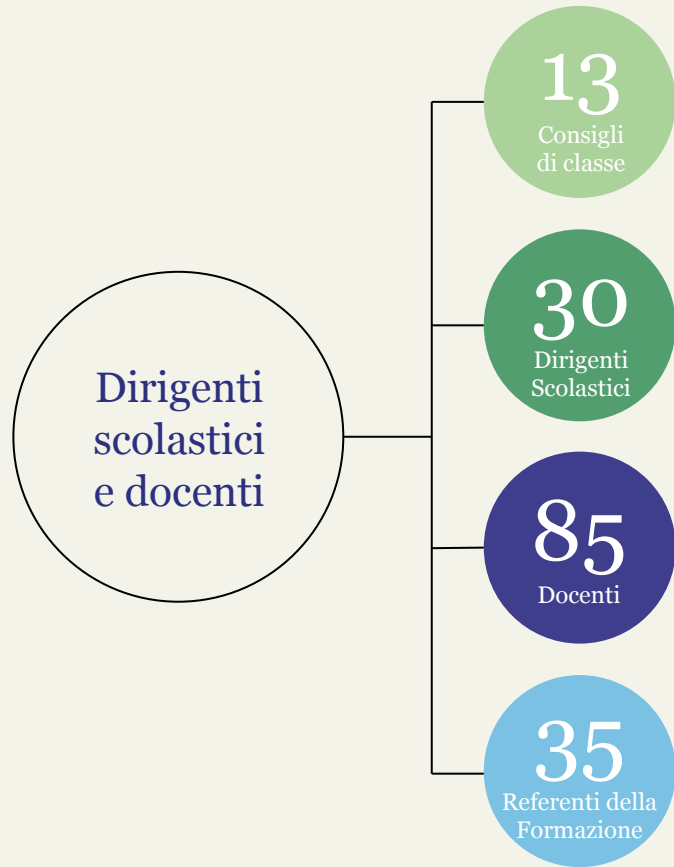 Dirigenti
scolastici
e docenti
13
Consigli
di classe
30
Dirigenti
Scolastici
85
Docenti
35
Referenti della
Formazione